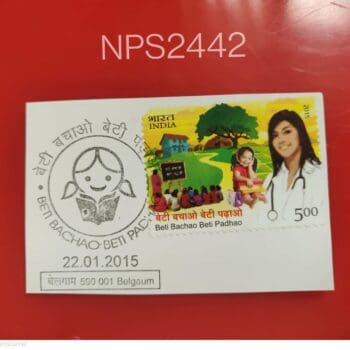 NPS2442
बेटी बचाओ बेटी पढ़ाओ
BETI BACHAO·BETI PADHAO
22.01.2015
बेलगाम 590 001 Belgaum
भारत
INDIA
2015
बेटी बचाओ बेटी पढ़ाओ
Beti Bachao Beti Padhao
5.00